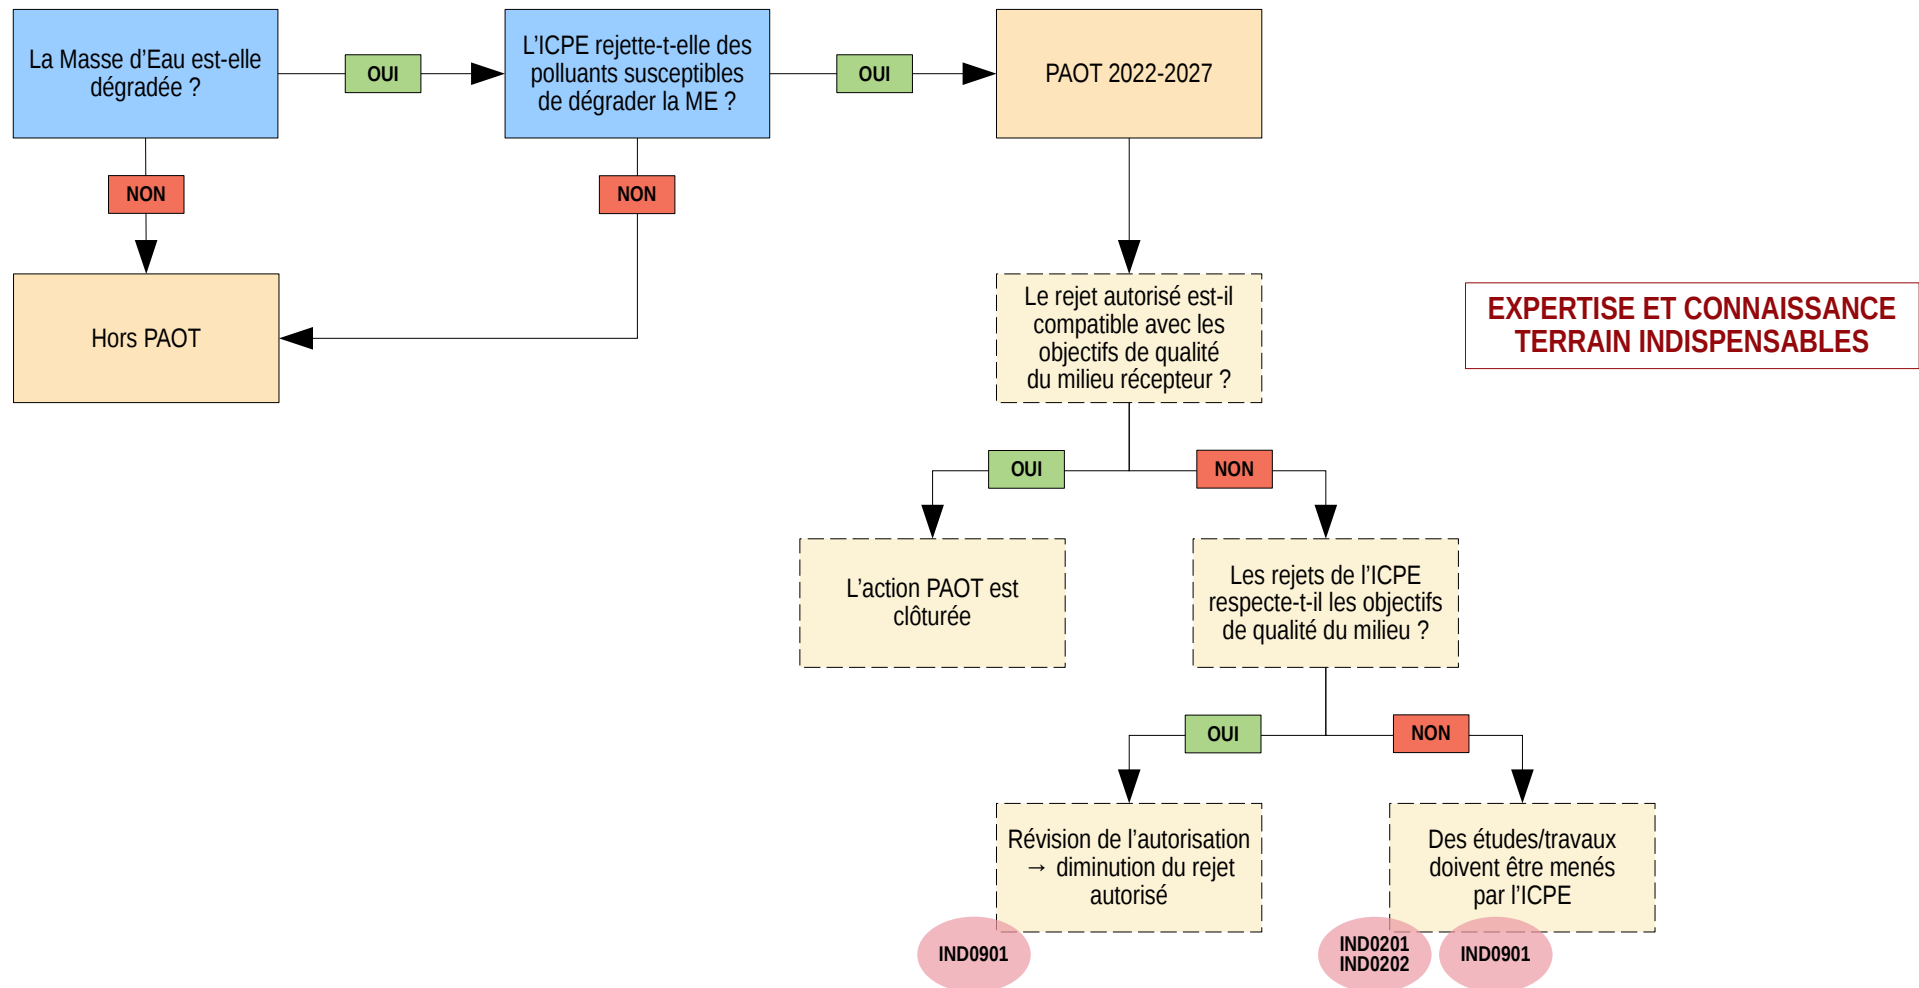 La Masse d'Eau est-elle
dégradée ?
OUI
L'ICPE rejette-t-elle des
polluants susceptibles
de dégrader la ME ?
OUI
PAOT 2022-2027
NON
NON
Hors PAOT
Le rejet autorisé est-il
compatible avec les
objectifs de qualité
du milieu récepteur ?
EXPERTISE ET CONNAISSANCE
TERRAIN INDISPENSABLES
OUI
NON
L'action PAOT est
clôturée
Les rejets de l'ICPE
respecte-t-il les objectifs
de qualité du milieu ?
OUI
NON
Révision de l'autorisation
→ diminution du rejet
autorisé
Des études/travaux
doivent être menés
par l'ICPE
IND0901
IND0201
IND0202
IND0901